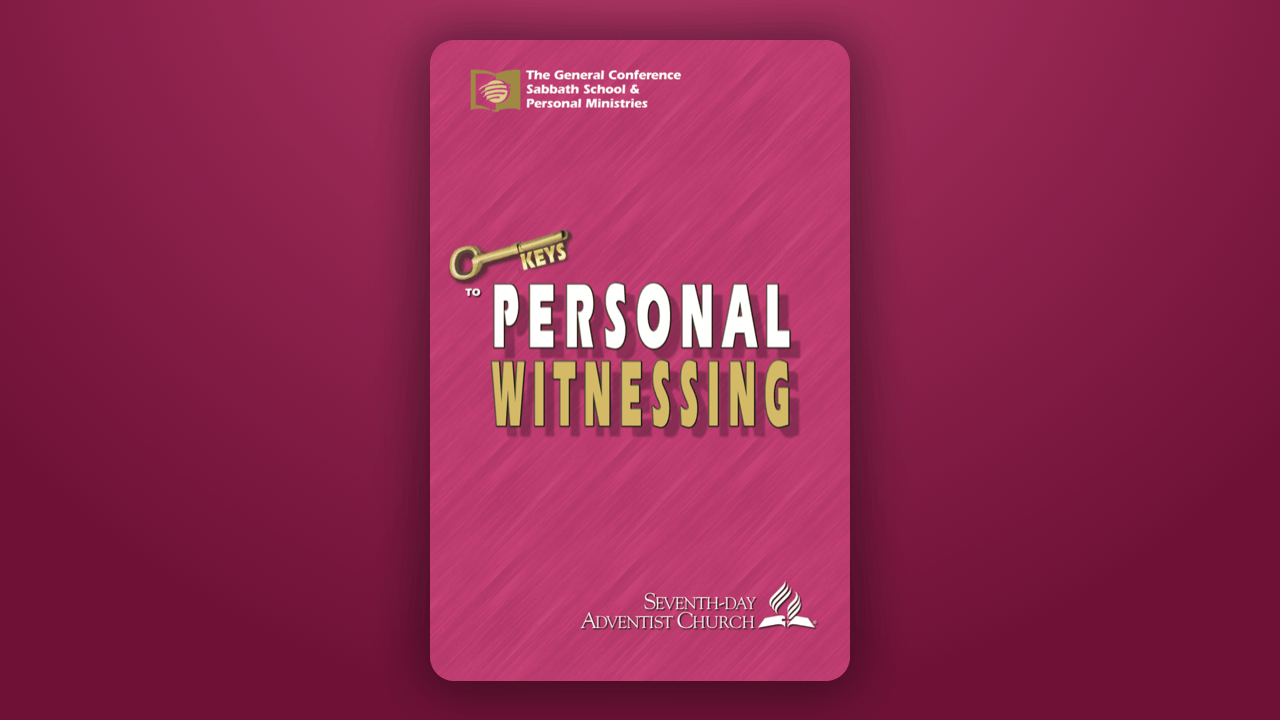 The General Conference
Sabbath School &
Personal Ministries
KEYS
TO
PERSONAL
WITNESSING
SEVENTH-DAY
ADVENTIST CHURCH
®